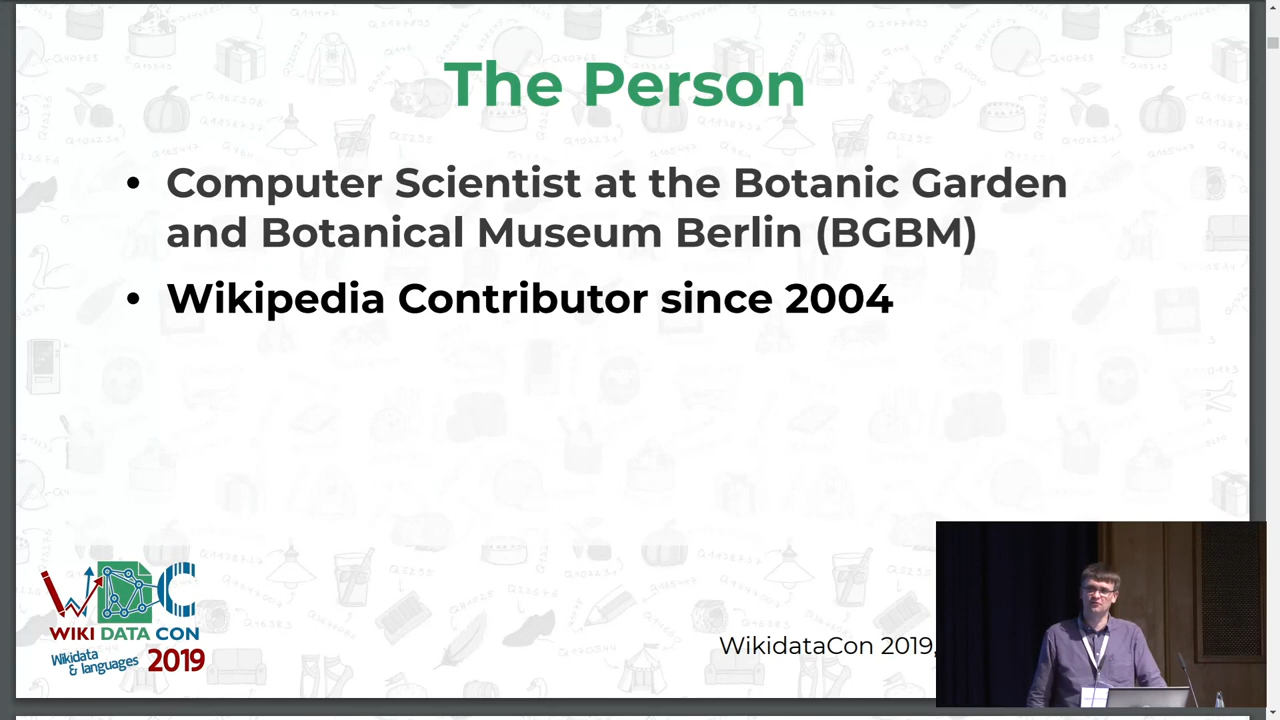 The Person
• Computer Scientist at the Botanic Garden
and Botanical Museum Berlin (BGBM)
• Wikipedia Contributor since 2004
WDC
WIKI DATA CON
Wikidata
& languages 2019
WikidataCon 2019,